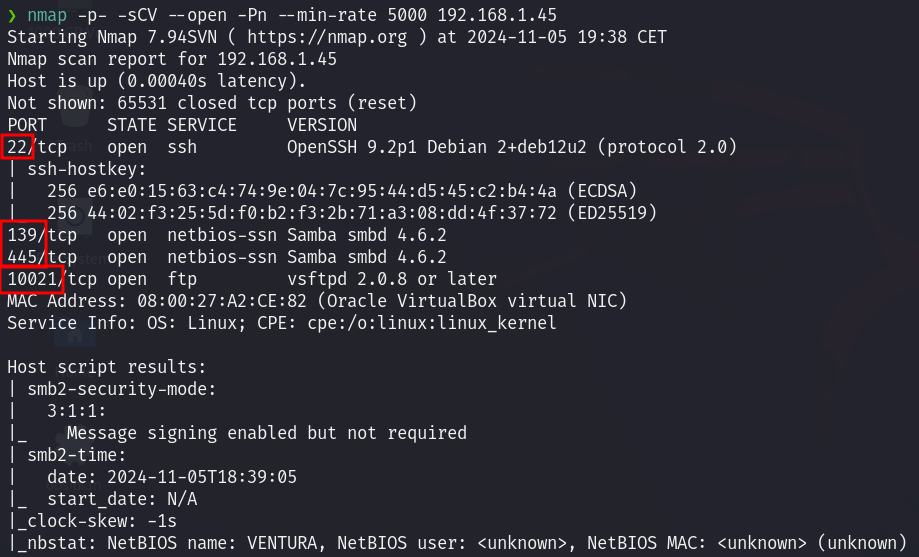 ❯ nmap -p- -sCV --open -Pn --min-rate 5000 192.168.1.45
Starting Nmap 7.94SVN ( https://nmap.org ) at 2024-11-05 19:38 CET
Nmap scan report for 192.168.1.45
Host is up (0.00040s latency).
Not shown: 65531 closed tcp ports (reset)
PORT      STATE SERVICE     VERSION
22/tcp    open  ssh         OpenSSH 9.2p1 Debian 2+deb12u2 (protocol 2.0)
| ssh-hostkey:
|   256 e6:e0:15:63:c4:74:9e:04:7c:95:44:d5:45:c2:b4:4a (ECDSA)
|_  256 44:02:f3:25:5d:f0:b2:f3:2b:71:a3:08:dd:4f:37:72 (ED25519)
139/tcp   open  netbios-ssn Samba smbd 4.6.2
445/tcp   open  netbios-ssn Samba smbd 4.6.2
10021/tcp open  ftp         vsftpd 2.0.8 or later
MAC Address: 08:00:27:A2:CE:82 (Oracle VirtualBox virtual NIC)
Service Info: OS: Linux; CPE: cpe:/o:linux:linux_kernel
Host script results:
| smb2-security-mode:
|   3:1:1:
|_    Message signing enabled but not required
| smb2-time:
|   date: 2024-11-05T18:39:05
|_  start_date: N/A
|_clock-skew: -1s
|_nbstat: NetBIOS name: VENTURA, NetBIOS user: <unknown>, NetBIOS MAC: <unknown> (unknown)